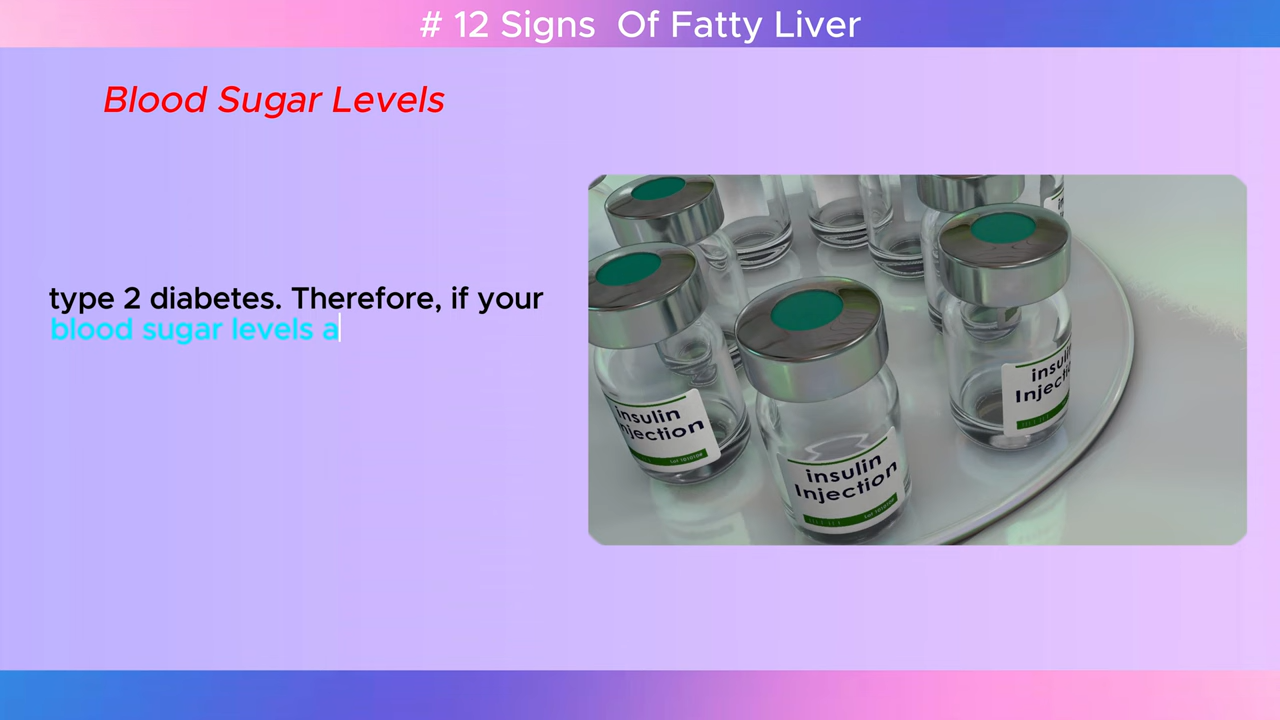 # 12 Signs Of Fatty Liver
Blood Sugar Levels
type 2 diabetes. Therefore, if your
blood sugar levels a
insulin
Injection
insulin
Injection
insulin
Injection